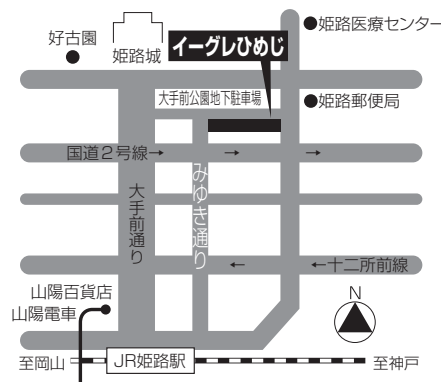 姫路医療センター
好古園
姫路城
イーグレひめじ
大手前公園地下駐車場
姫路郵便局
国道2号線→ → →
大手前通り
みゆき通り
← ←十二所前線
山陽百貨店
山陽電車
N
至岡山
JR姫路駅
至神戸